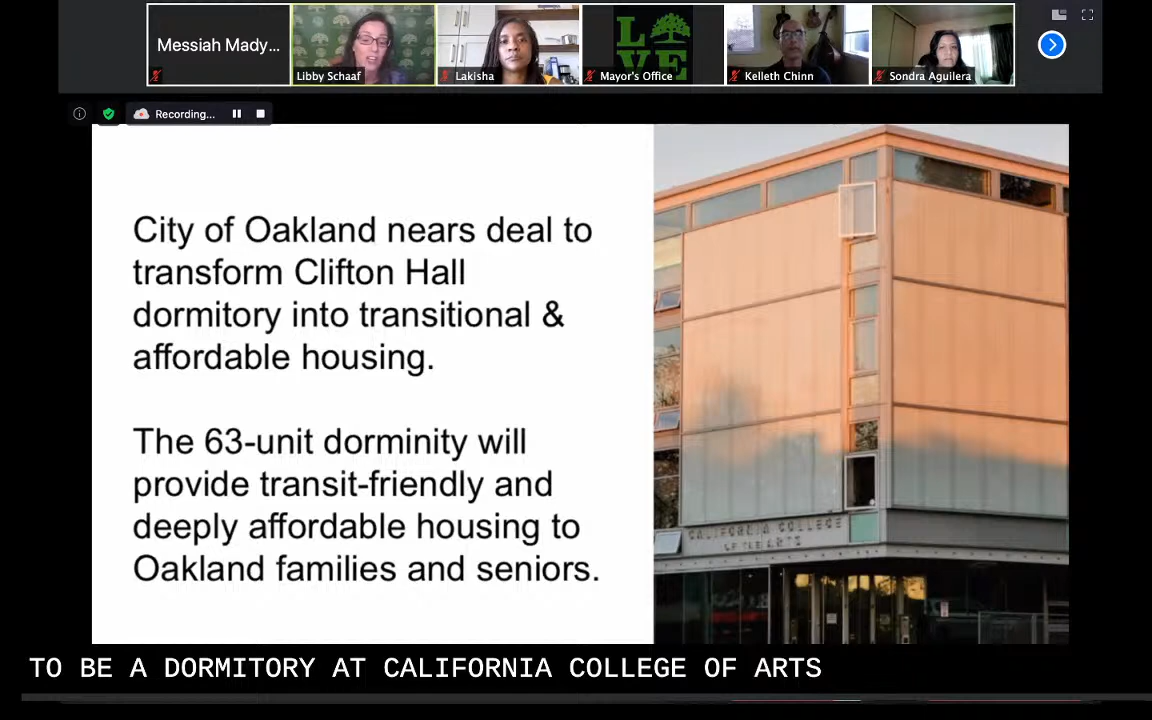 Messiah Mady...
Libby Schaaf
Lakisha
LOVE
Mayor's Office
Kelleth Chinn
Sondra Aguilera
Recording...
City of Oakland nears deal to
transform Clifton Hall
dormitory into transitional &
affordable housing.
The 63-unit dorminity will
provide transit-friendly and
deeply affordable housing to
Oakland families and seniors.
CALIFORNIA COLLEGE
OF THE ARTS
TO BE A DORMITORY AT CALIFORNIA COLLEGE OF ARTS